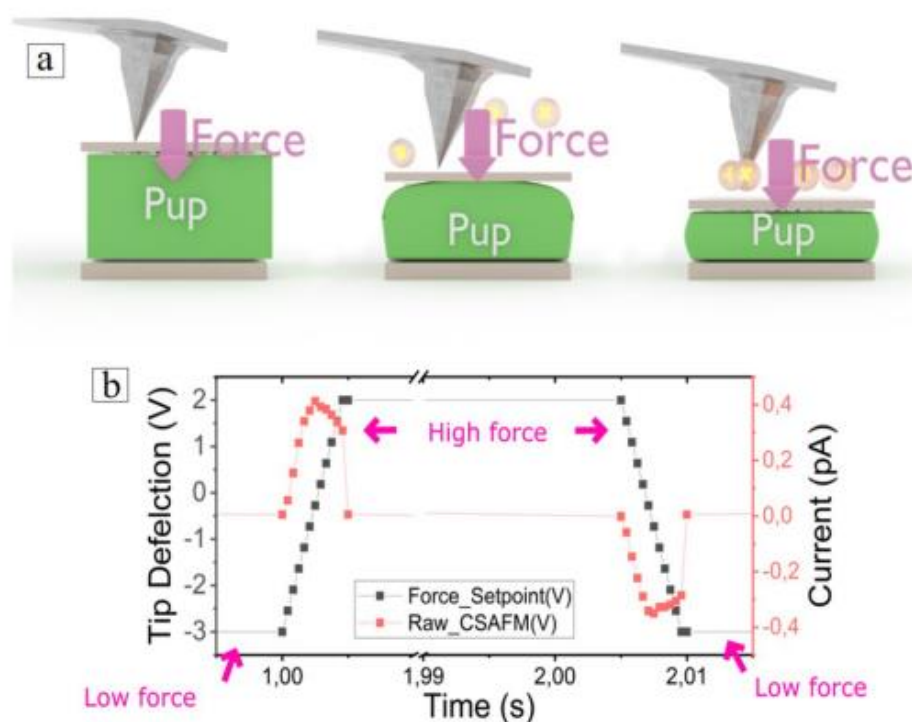 a
Force
Pup
Force
Pup
Force
Pup
b
Tip Defelction (V)
2
1
0
-1
-2
-3
High force
0,4
0,2
0,0
-0,2
-0,4
Current (pA)
Force_Setpoint(V)
Raw_CSAFM(V)
Low force
1,00
1,99
2,00
2,01
Time (s)
Low force